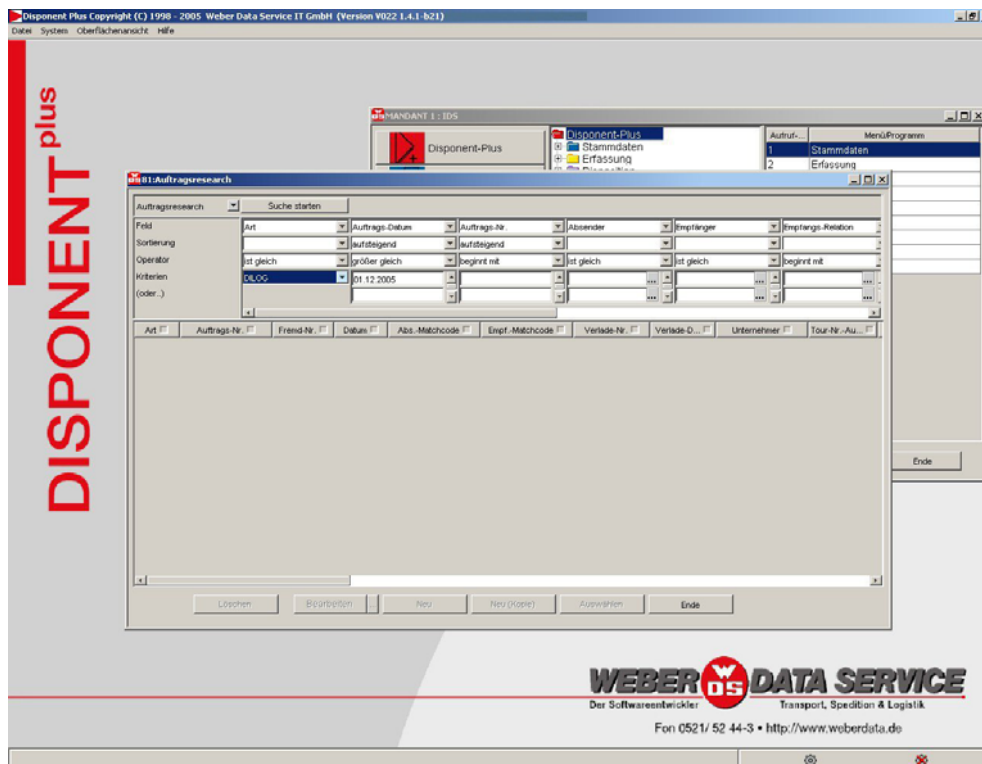 Disponent Plus Copyright (C) 1998 - 2005 Weber Data Service IT GmbH (Version V022 1.4.1-b21)
Datei System Oberflächenansicht Hilfe
DISPONENT plus
MANDANT 1 : IDS
Disponent-Plus
Disponent-Plus
Stammdaten
Erfassung
Aufruf-... Menü/Programm
1 Stammdaten
2 Erfassung
81:Auftragsresearch
Auftragsresearch Suche starten
Feld Art Auftrags-Datum Auftrags-Nr. Absender Empfänger Empfangs-Relation
Sortierung aufsteigend aufsteigend
Operator ist gleich größer gleich beginnt mit ist gleich ist gleich beginnt mit
Kriterien DILOG 01.12.2005 ... ... ...
(oder..) ... ... ...
Art Auftrags-Nr. Fremd-Nr. Datum Abs.-Matchcode Empf.-Matchcode Verlade-Nr. Verlade-D... Unternehmer Tour-Nr.-Au...
Ende
Löschen Bearbeiten ... Neu Neu (Kopie) Auswählen Ende
WEBER WDS DATA SERVICE
Der Softwareentwickler Transport, Spedition & Logistik
Fon 0521/ 52 44-3 • http://www.weberdata.de